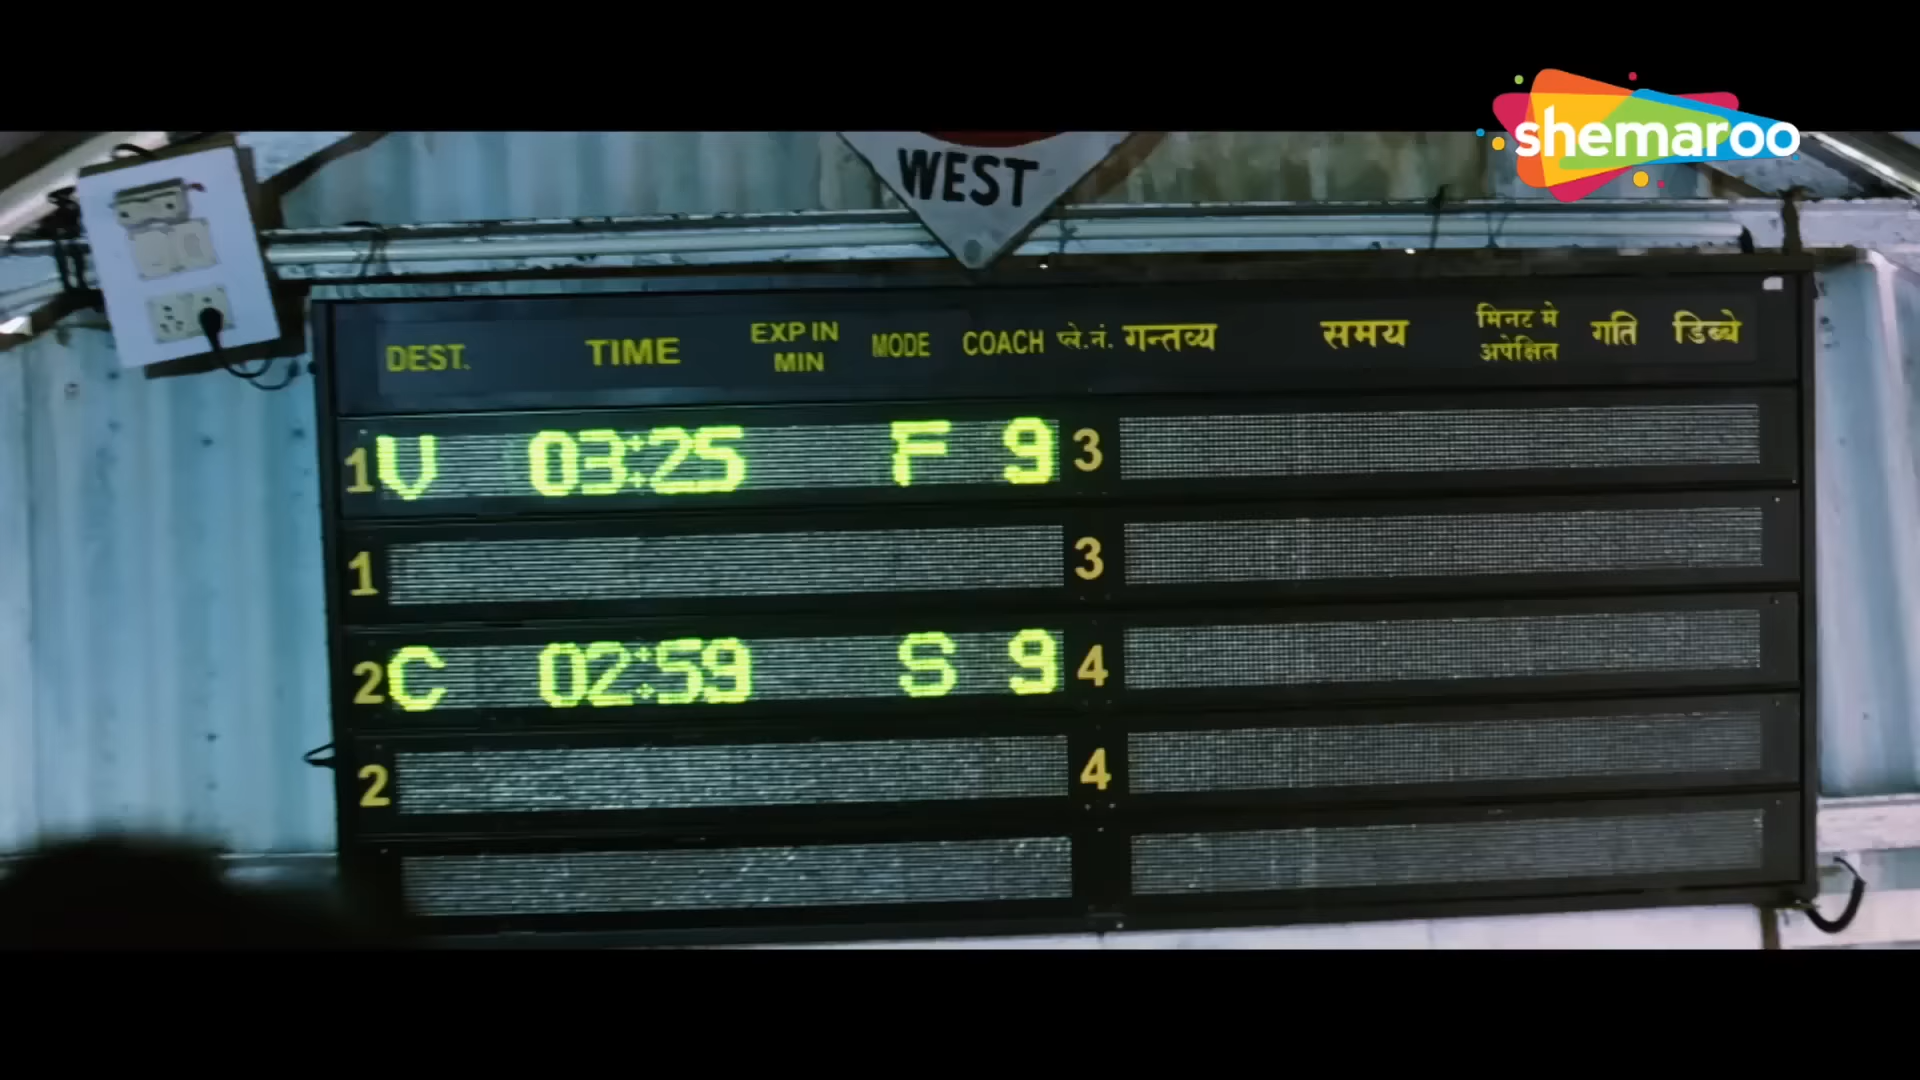 shemaroo
WEST
DEST. TIME EXP IN MIN MODE COACH प्ले.नं. गन्तव्य समय मिनट मे अपेक्षित गति डिब्बे
1 V 03:25 F 9 3
1 3
2 C 02:59 S 9 4
2 4